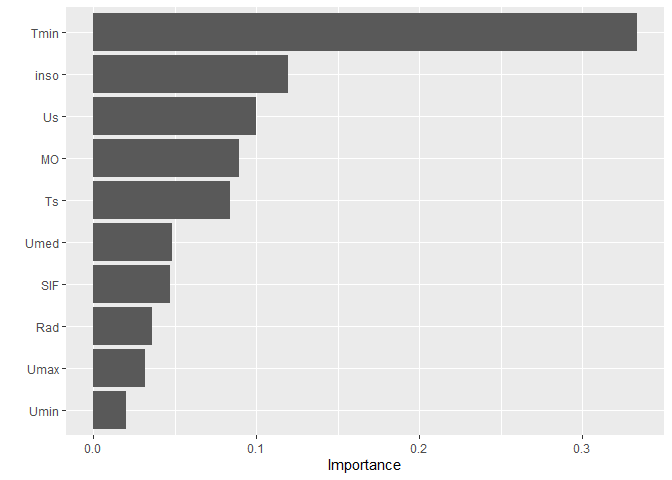 Tmin
inso
Us
MO
Ts
Umed
SIF
Rad
Umax
Umin
0.0 0.1 0.2 0.3
Importance